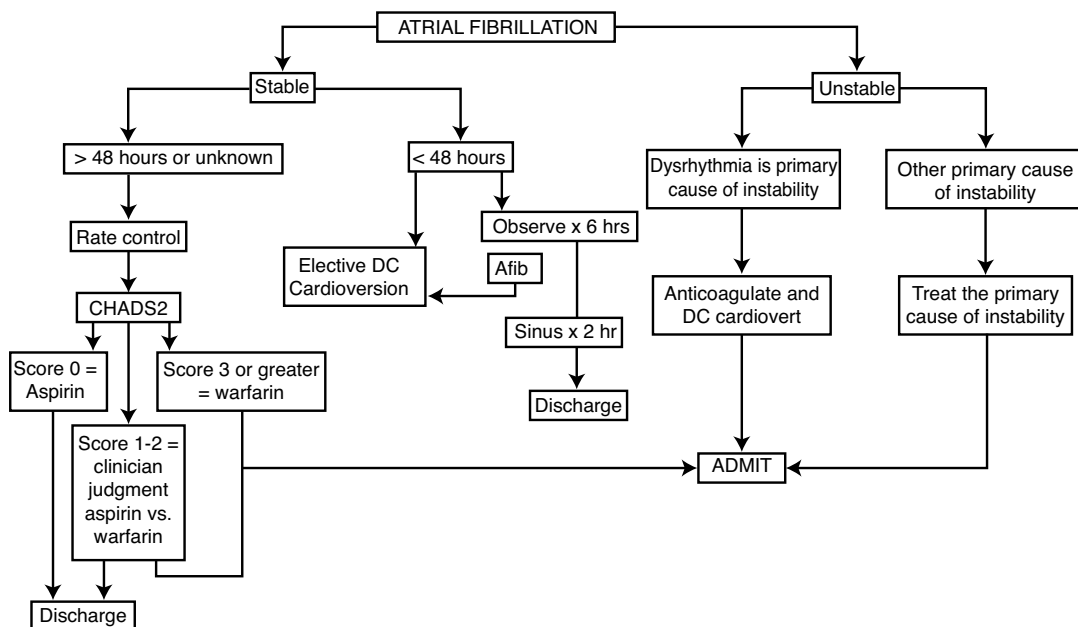 ATRIAL FIBRILLATION
Stable
Unstable
> 48 hours or unknown
< 48 hours
Dysrhythmia is primary
cause of instability
Other primary cause
of instability
Rate control
Observe x 6 hrs
Elective DC
Cardioversion
Afib
CHADS2
Anticoagulate and
DC cardiovert
Treat the primary
cause of instability
Sinus x 2 hr
Score 0 =
Aspirin
Score 3 or greater
= warfarin
Discharge
Score 1-2 =
clinician
judgment
aspirin vs.
warfarin
ADMIT
Discharge